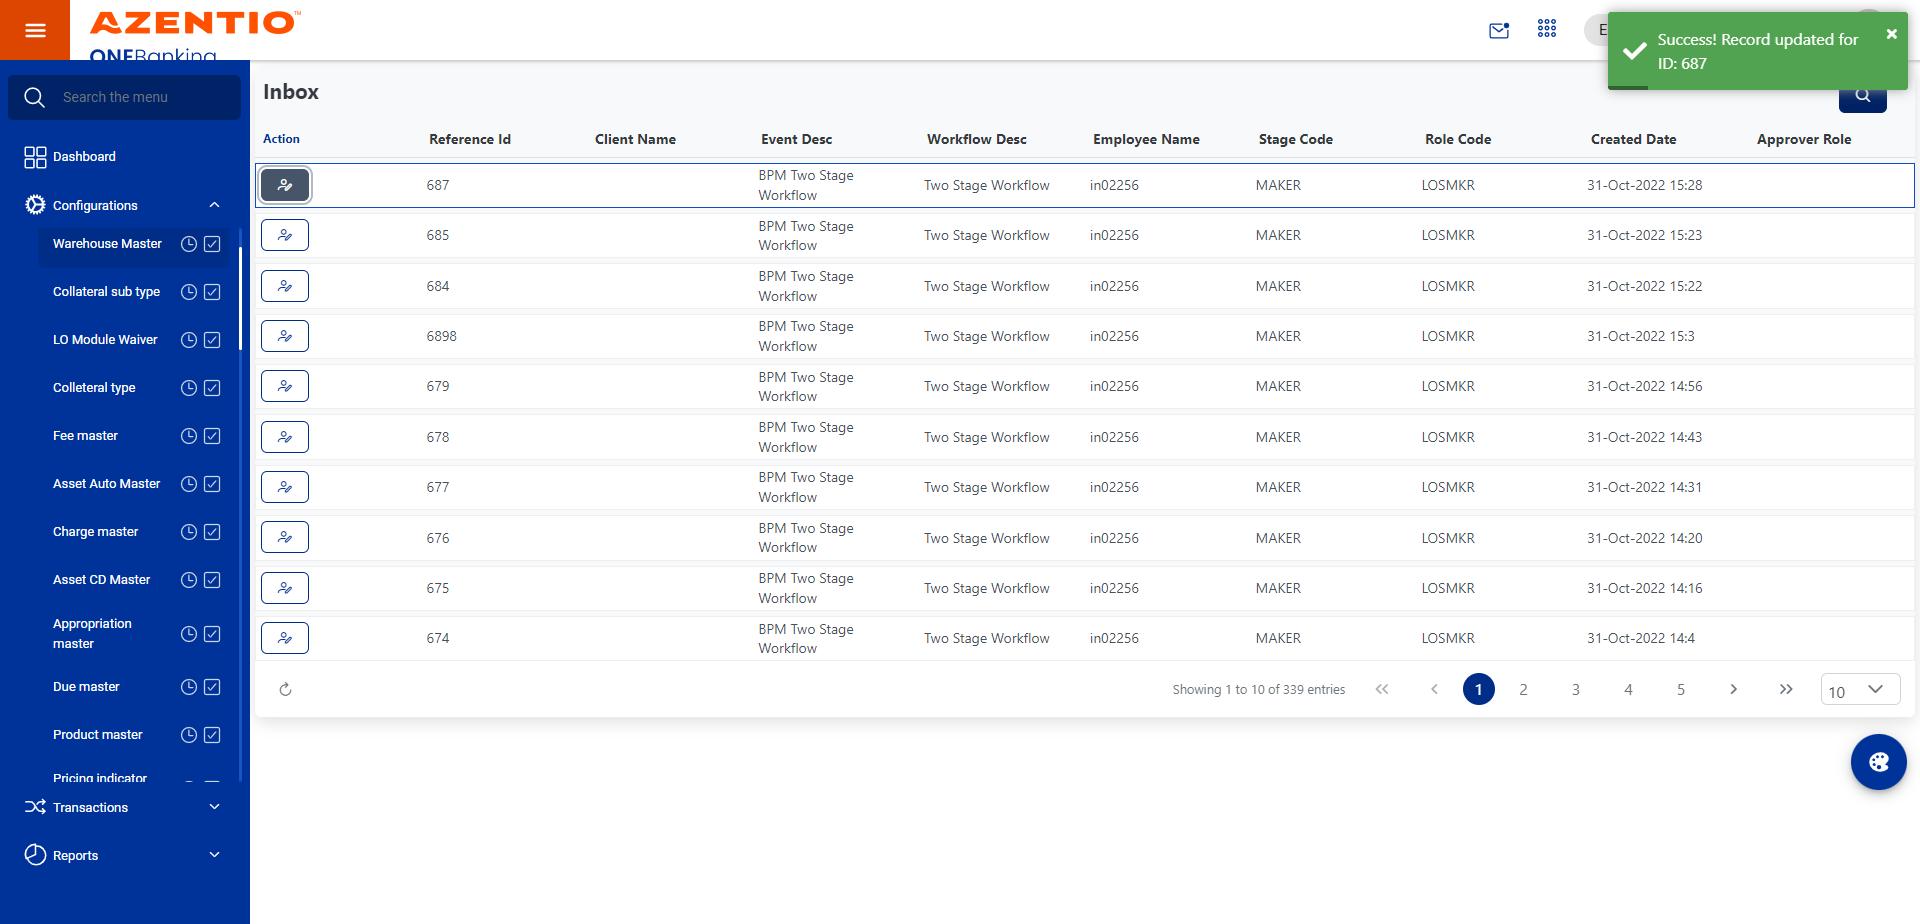 AZENTIO™
ONEBanking
E
Success! Record updated for
ID: 687
Search the menu
Dashboard
Configurations
Warehouse Master
Collateral sub type
LO Module Waiver
Colleteral type
Fee master
Asset Auto Master
Charge master
Asset CD Master
Appropriation
master
Due master
Product master
Pricing indicator
Transactions
Reports
Inbox
Action Reference Id Client Name Event Desc Workflow Desc Employee Name Stage Code Role Code Created Date Approver Role
687 BPM Two Stage Workflow Two Stage Workflow in02256 MAKER LOSMKR 31-Oct-2022 15:28
685 BPM Two Stage Workflow Two Stage Workflow in02256 MAKER LOSMKR 31-Oct-2022 15:23
684 BPM Two Stage Workflow Two Stage Workflow in02256 MAKER LOSMKR 31-Oct-2022 15:22
6898 BPM Two Stage Workflow Two Stage Workflow in02256 MAKER LOSMKR 31-Oct-2022 15:3
679 BPM Two Stage Workflow Two Stage Workflow in02256 MAKER LOSMKR 31-Oct-2022 14:56
678 BPM Two Stage Workflow Two Stage Workflow in02256 MAKER LOSMKR 31-Oct-2022 14:43
677 BPM Two Stage Workflow Two Stage Workflow in02256 MAKER LOSMKR 31-Oct-2022 14:31
676 BPM Two Stage Workflow Two Stage Workflow in02256 MAKER LOSMKR 31-Oct-2022 14:20
675 BPM Two Stage Workflow Two Stage Workflow in02256 MAKER LOSMKR 31-Oct-2022 14:16
674 BPM Two Stage Workflow Two Stage Workflow in02256 MAKER LOSMKR 31-Oct-2022 14:4
Showing 1 to 10 of 339 entries 1 2 3 4 5 10